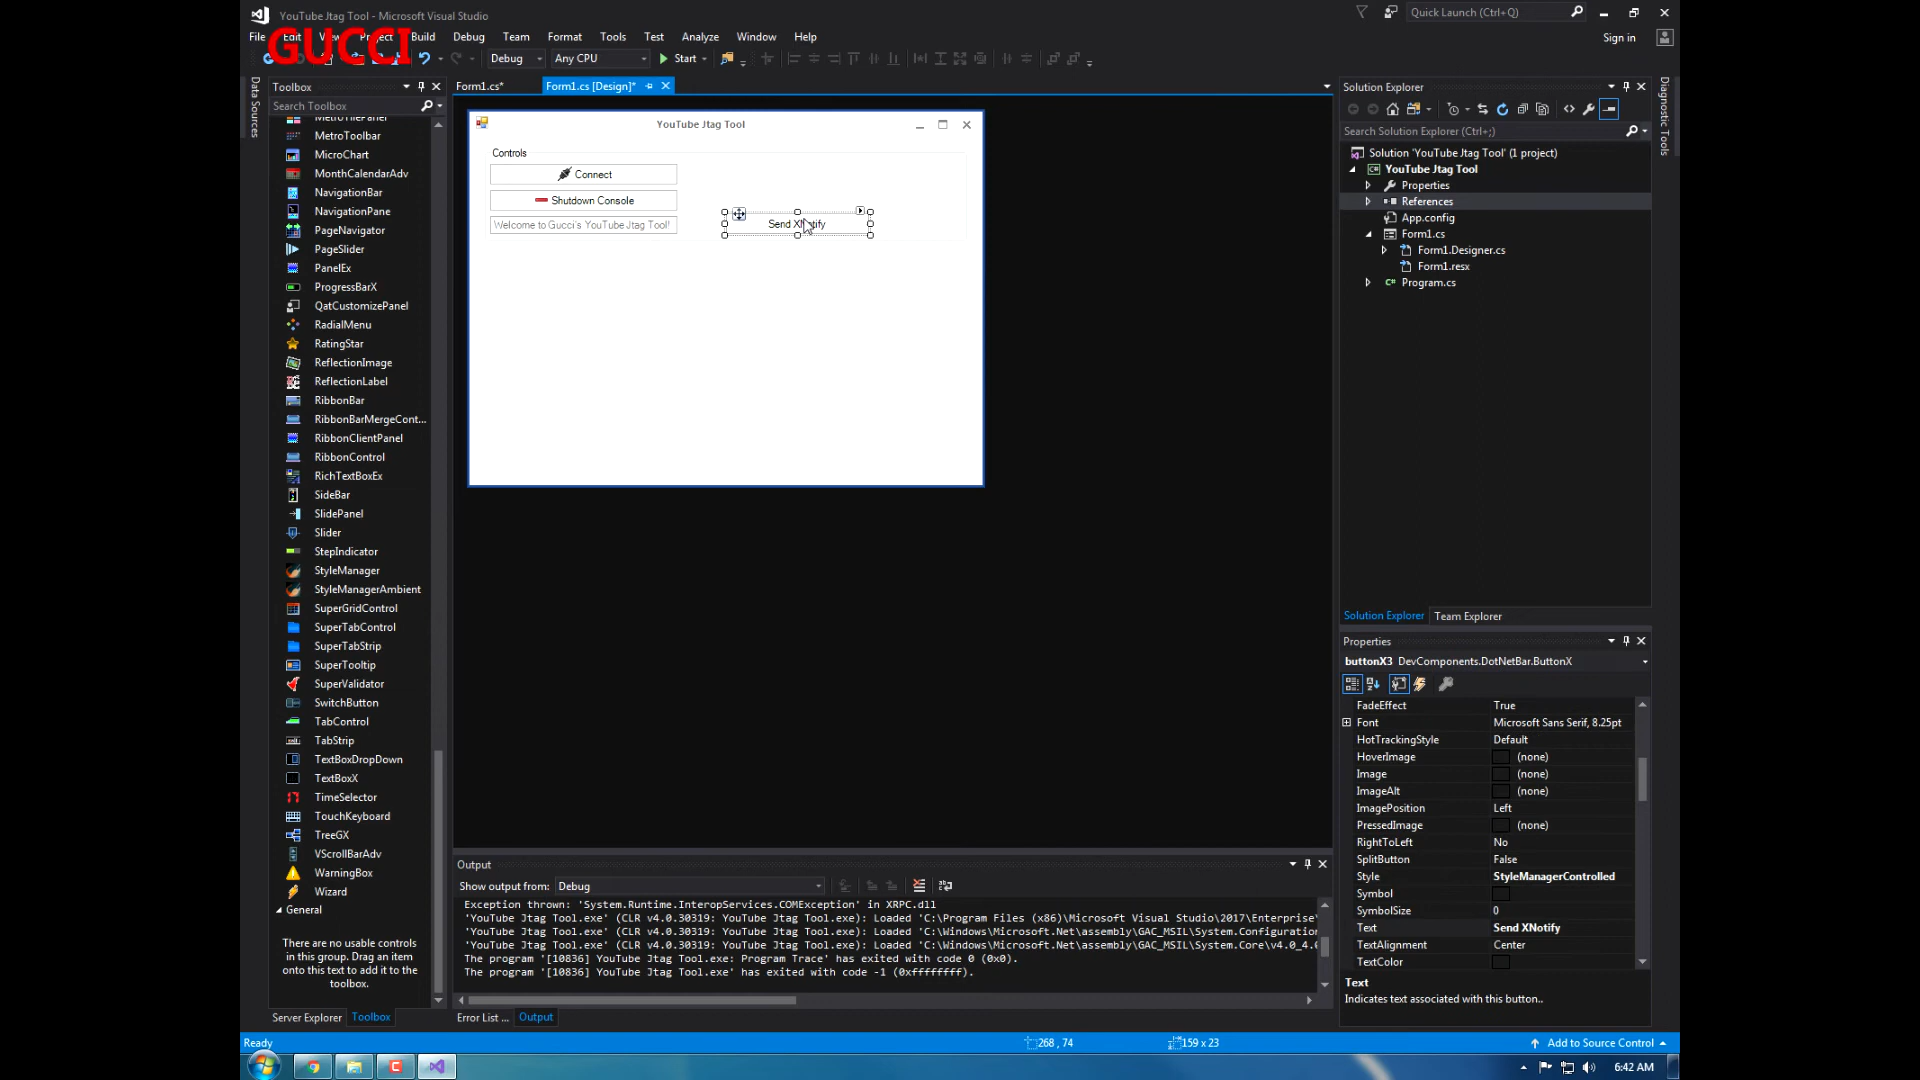 YouTube Jtag Tool - Microsoft Visual Studio
Quick Launch (Ctrl+;)
GUCCI
File Edit View Project Build Debug Team Format Tools Test Analyze Window Help
Sign in
Debug
Any CPU
Start
Data Sources
Toolbox
Search Toolbox
MetroTilePanel
MetroToolbar
MicroChart
MonthCalendarAdv
NavigationBar
NavigationPane
PageNavigator
PageSlider
PanelEx
ProgressBarX
QatCustomizePanel
RadialMenu
RatingStar
ReflectionImage
ReflectionLabel
RibbonBar
RibbonBarMergeCont...
RibbonClientPanel
RibbonControl
RichTextBoxEx
SideBar
SlidePanel
Slider
StepIndicator
StyleManager
StyleManagerAmbient
SuperGridControl
SuperTabControl
SuperTabStrip
SuperTooltip
SuperValidator
SwitchButton
TabControl
TabStrip
TextBoxDropDown
TextBoxX
TimeSelector
TouchKeyboard
TreeGX
VScrollBarAdv
WarningBox
Wizard
General
There are no usable controls
in this group. Drag an item
onto this text to add it to the
toolbox.
Server Explorer
Toolbox
Form1.cs*
Form1.cs [Design]*
YouTube Jtag Tool
Controls
Connect
Shutdown Console
Welcome to Gucci's YouTube Jtag Tool!
Send XNotify
Output
Show output from: Debug
Exception thrown: 'System.Runtime.InteropServices.COMException' in XRPC.dll
'YouTube Jtag Tool.exe' (CLR v4.0.30319: YouTube Jtag Tool.exe): Loaded 'C:\Program Files (x86)\Microsoft Visual Studio\2017\Enterprise\
'YouTube Jtag Tool.exe' (CLR v4.0.30319: YouTube Jtag Tool.exe): Loaded 'C:\Windows\Microsoft.Net\assembly\GAC_MSIL\System.Configuration
'YouTube Jtag Tool.exe' (CLR v4.0.30319: YouTube Jtag Tool.exe): Loaded 'C:\Windows\Microsoft.Net\assembly\GAC_MSIL\System.Core\v4.0_4.0
The program '[10836] YouTube Jtag Tool.exe: Program Trace' has exited with code 0 (0x0).
The program '[10836] YouTube Jtag Tool.exe' has exited with code -1 (0xffffffff).
Error List ...
Output
Solution Explorer
Search Solution Explorer (Ctrl+;)
Solution 'YouTube Jtag Tool' (1 project)
YouTube Jtag Tool
Properties
References
App.config
Form1.cs
Form1.Designer.cs
Form1.resx
Program.cs
Solution Explorer
Team Explorer
Diagnostic Tools
Properties
buttonX3 DevComponents.DotNetBar.ButtonX
FadeEffect True
Font Microsoft Sans Serif, 8.25pt
HotTrackingStyle Default
HoverImage (none)
Image (none)
ImageAlt (none)
ImagePosition Left
PressedImage (none)
RightToLeft No
SplitButton False
Style StyleManagerControlled
Symbol
SymbolSize 0
Text Send XNotify
TextAlignment Center
TextColor
Text
Indicates text associated with this button..
Ready
268 , 74
159 x 23
Add to Source Control
6:42 AM